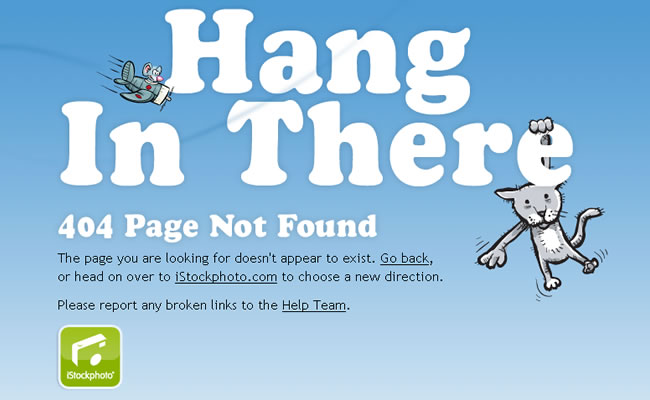 Hang
In There
404 Page Not Found
The page you are looking for doesn't appear to exist. Go back,
or head on over to iStockphoto.com to choose a new direction.
Please report any broken links to the Help Team.
iStockphoto®